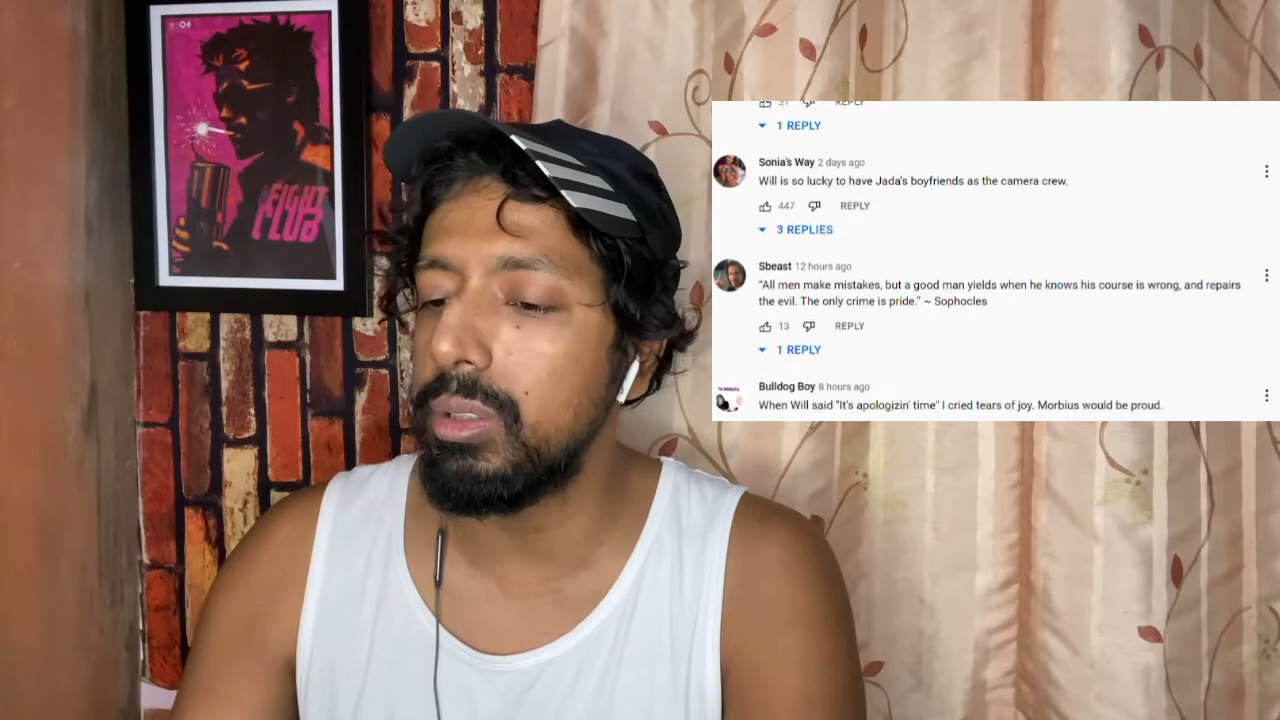 FIGHT
CLUB
31 REPLY
1 REPLY
Sonia's Way 2 days ago
Will is so lucky to have Jada's boyfriends as the camera crew.
447 REPLY
3 REPLIES
Sbeast 12 hours ago
"All men make mistakes, but a good man yields when he knows his course is wrong, and repairs
the evil. The only crime is pride." ~ Sophocles
13 REPLY
1 REPLY
Bulldog Boy 8 hours ago
When Will said "It's apologizin' time" I cried tears of joy. Morbius would be proud.